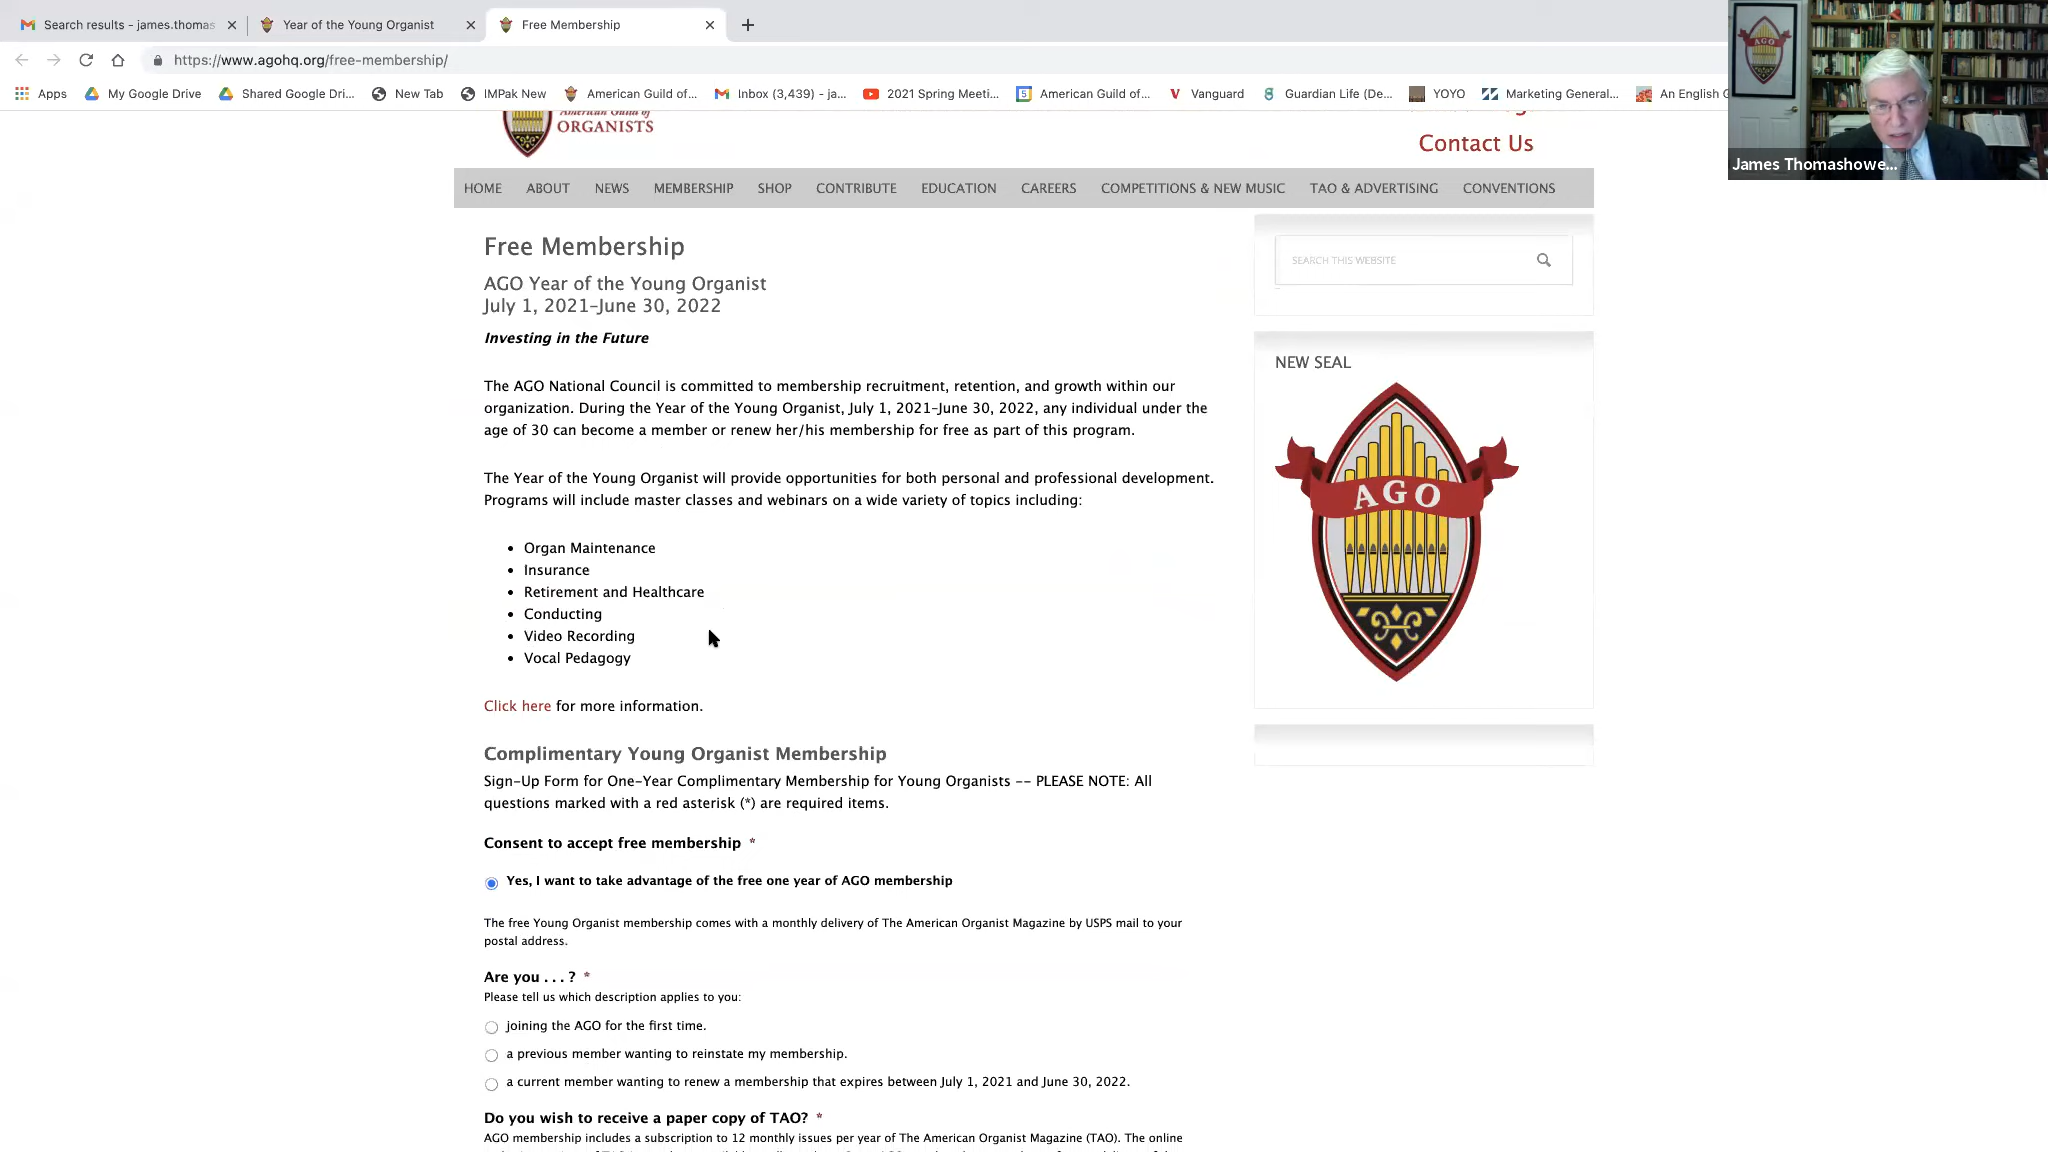 Search results - james.thomas
Year of the Young Organist
Free Membership
https://www.agohq.org/free-membership/
Apps
My Google Drive
Shared Google Dri...
New Tab
IMPak New
American Guild of...
Inbox (3,439) - ja...
2021 Spring Meeti...
American Guild of...
Vanguard
Guardian Life (De...
YOYO
Marketing General...
An English G
AGO
James Thomashowe...
American Guild of
ORGANISTS
Contact Us
HOME ABOUT NEWS MEMBERSHIP SHOP CONTRIBUTE EDUCATION CAREERS COMPETITIONS & NEW MUSIC TAO & ADVERTISING CONVENTIONS
Free Membership
AGO Year of the Young Organist
July 1, 2021–June 30, 2022
Investing in the Future
The AGO National Council is committed to membership recruitment, retention, and growth within our
organization. During the Year of the Young Organist, July 1, 2021–June 30, 2022, any individual under the
age of 30 can become a member or renew her/his membership for free as part of this program.
The Year of the Young Organist will provide opportunities for both personal and professional development.
Programs will include master classes and webinars on a wide variety of topics including:
• Organ Maintenance
• Insurance
• Retirement and Healthcare
• Conducting
• Video Recording
• Vocal Pedagogy
Click here for more information.
Complimentary Young Organist Membership
Sign-Up Form for One-Year Complimentary Membership for Young Organists -- PLEASE NOTE: All
questions marked with a red asterisk (*) are required items.
Consent to accept free membership *
Yes, I want to take advantage of the free one year of AGO membership
The free Young Organist membership comes with a monthly delivery of The American Organist Magazine by USPS mail to your
postal address.
Are you . . . ? *
Please tell us which description applies to you:
joining the AGO for the first time.
a previous member wanting to reinstate my membership.
a current member wanting to renew a membership that expires between July 1, 2021 and June 30, 2022.
Do you wish to receive a paper copy of TAO? *
AGO membership includes a subscription to 12 monthly issues per year of The American Organist Magazine (TAO). The online
SEARCH THIS WEBSITE
NEW SEAL
AGO